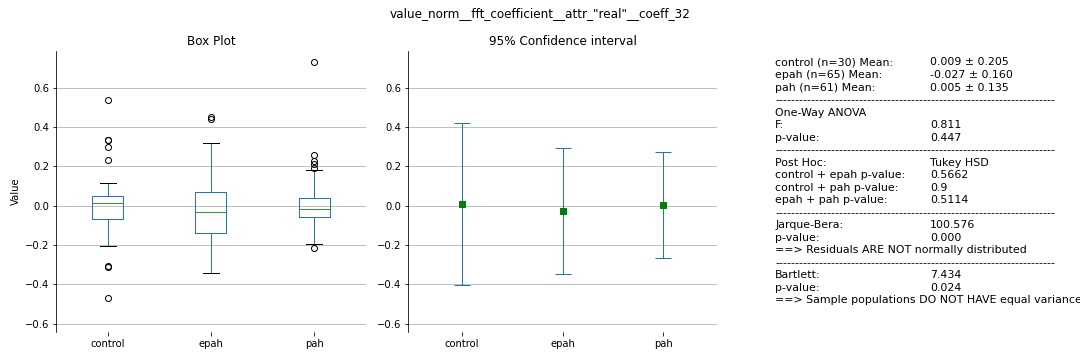 value_norm__fft_coefficient__attr_"real"__coeff_32
Box Plot
Value
0.6
0.4
0.2
0.0
−0.2
−0.4
−0.6
control
epah
pah
95% Confidence interval
0.6
0.4
0.2
0.0
−0.2
−0.4
−0.6
control
epah
pah
control (n=30) Mean: 0.009 ± 0.205
epah (n=65) Mean: -0.027 ± 0.160
pah (n=61) Mean: 0.005 ± 0.135
One-Way ANOVA
F: 0.811
p-value: 0.447
Post Hoc: Tukey HSD
control + epah p-value: 0.5662
control + pah p-value: 0.9
epah + pah p-value: 0.5114
Jarque-Bera: 100.576
p-value: 0.000
==> Residuals ARE NOT normally distributed
Bartlett: 7.434
p-value: 0.024
==> Sample populations DO NOT HAVE equal variance